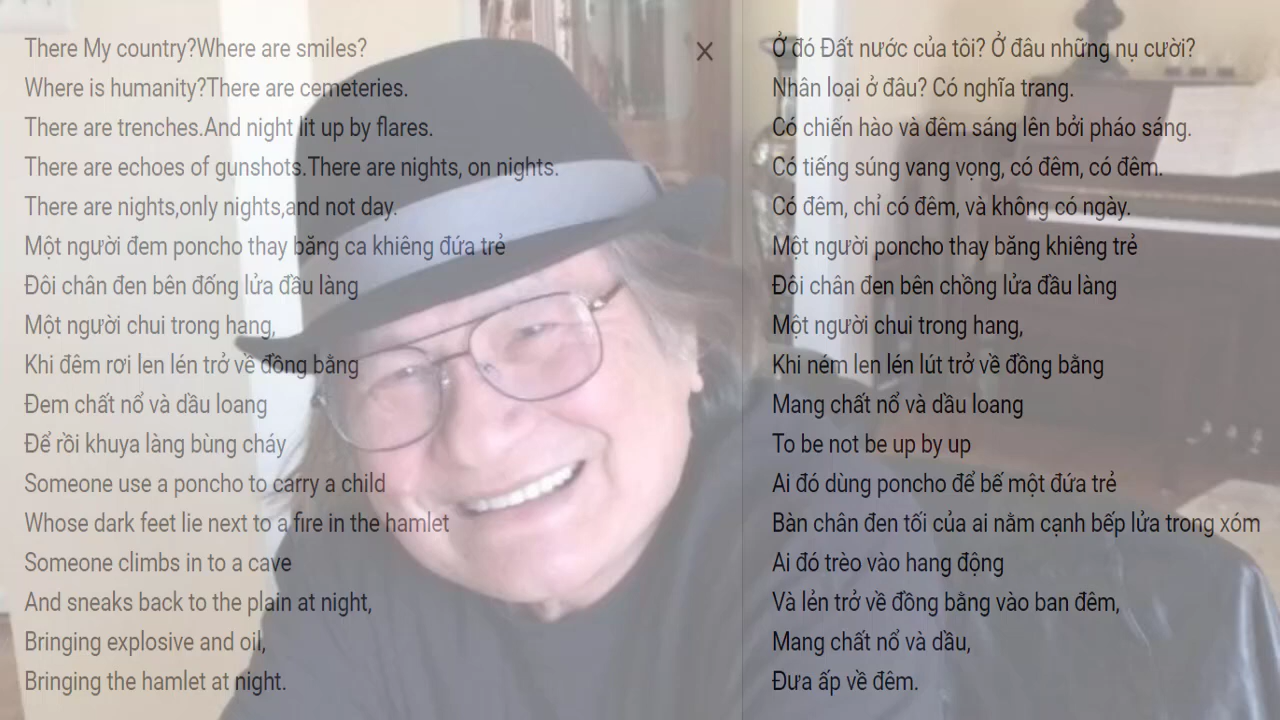 There My country?Where are smiles?
Where is humanity?There are cemeteries.
There are trenches.And night lit up by flares.
There are echoes of gunshots.There are nights, on nights.
There are nights,only nights,and not day.
Một người đem poncho thay băng ca khiêng đứa trẻ
Đôi chân đen bên đống lửa đầu làng
Một người chui trong hang,
Khi đêm rơi len lén trở về đồng bằng
Đem chất nổ và dầu loang
Để rồi khuya làng bùng cháy
Someone use a poncho to carry a child
Whose dark feet lie next to a fire in the hamlet
Someone climbs in to a cave
And sneaks back to the plain at night,
Bringing explosive and oil,
Bringing the hamlet at night.
Ở đó Đất nước của tôi? Ở đâu những nụ cười?
Nhân loại ở đâu? Có nghĩa trang.
Có chiến hào và đêm sáng lên bởi pháo sáng.
Có tiếng súng vang vọng, có đêm, có đêm.
Có đêm, chỉ có đêm, và không có ngày.
Một người poncho thay băng khiêng trẻ
Đôi chân đen bên chồng lửa đầu làng
Một người chui trong hang,
Khi ném len lén lút trở về đồng bằng
Mang chất nổ và dầu loang
To be not be up by up
Ai đó dùng poncho để bế một đứa trẻ
Bàn chân đen tối của ai nằm cạnh bếp lửa trong xóm
Ai đó trèo vào hang động
Và lẻn trở về đồng bằng vào ban đêm,
Mang chất nổ và dầu,
Đưa ấp về đêm.